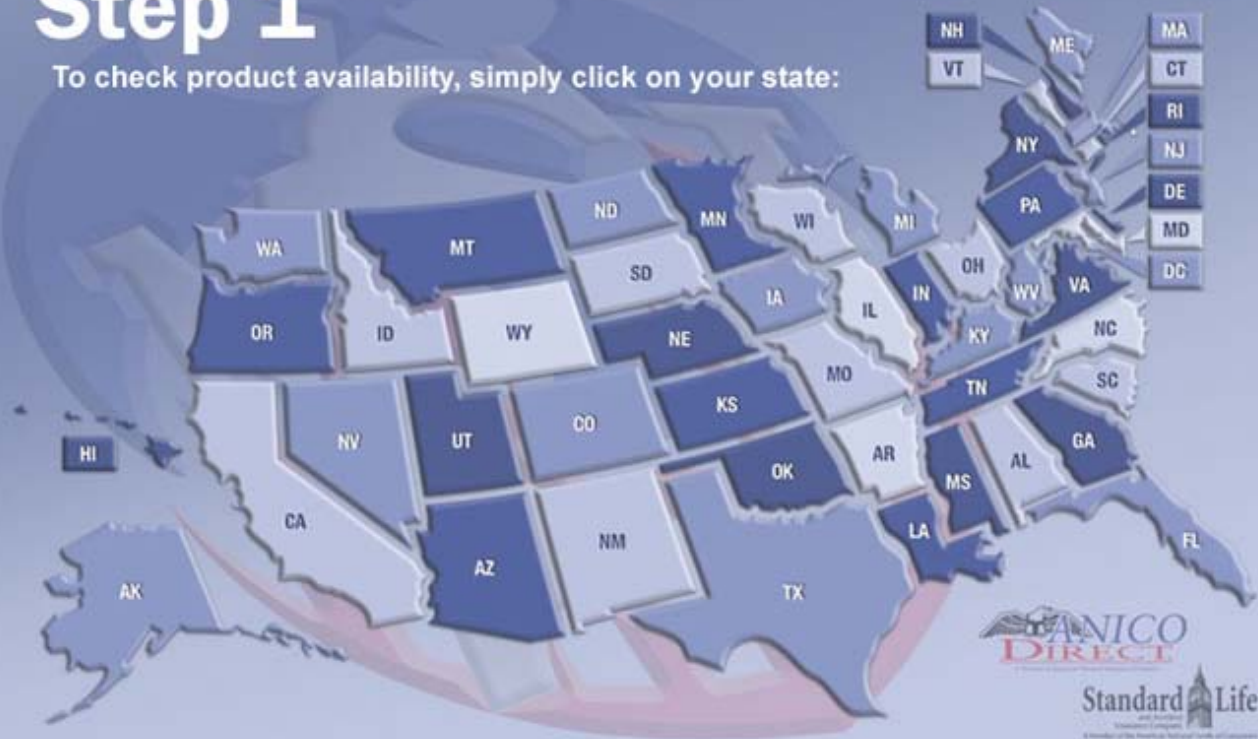 Step 1
To check product availability, simply click on your state:
NH
MA
ME
VT
CT
RI
NY
NJ
DE
PA
MD
DC
WA
MT
ND
MN
WI
MI
SD
OH
OR
ID
WY
IA
IL
IN
WV
VA
NE
KY
NC
MO
SC
TN
NV
UT
CO
KS
HI
AR
AL
GA
OK
MS
CA
NM
LA
FL
AZ
AK
TX
ANICO
DIRECT
Standard Life